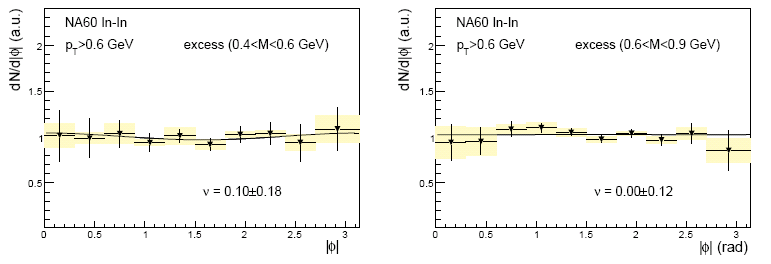 NA60 In-In
p_T>0.6 GeV excess (0.4<M<0.6 GeV)
dN/d|ϕ| (a.u.)
2
1.5
1
0.5
ν = 0.10±0.18
0 0.5 1 1.5 2 2.5 3
|ϕ|
NA60 In-In
p_T>0.6 GeV excess (0.6<M<0.9 GeV)
dN/d|ϕ| (a.u.)
2
1.5
1
0.5
ν = 0.00±0.12
0 0.5 1 1.5 2 2.5 3
|ϕ| (rad)